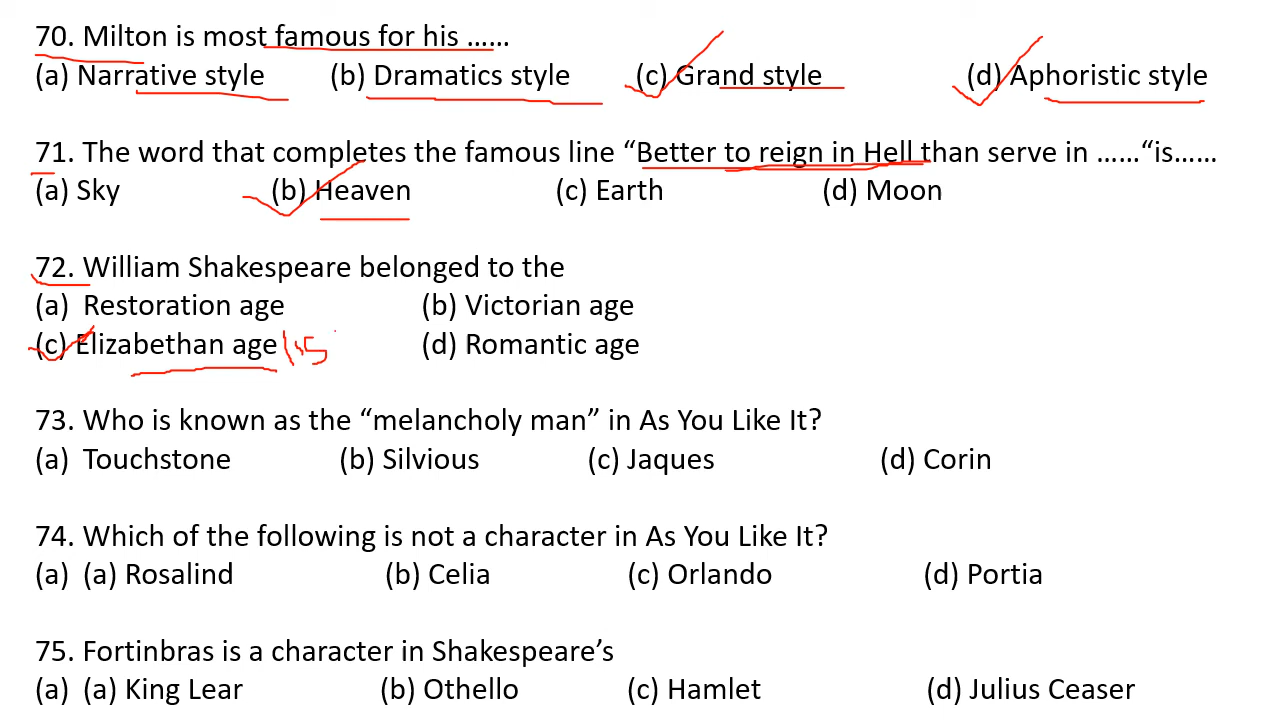 70. Milton is most famous for his ......
(a) Narrative style (b) Dramatics style (c) Grand style (d) Aphoristic style
71. The word that completes the famous line “Better to reign in Hell than serve in ......“is......
(a) Sky (b) Heaven (c) Earth (d) Moon
72. William Shakespeare belonged to the
(a) Restoration age (b) Victorian age
(c) Elizabethan age (d) Romantic age
73. Who is known as the “melancholy man” in As You Like It?
(a) Touchstone (b) Silvious (c) Jaques (d) Corin
74. Which of the following is not a character in As You Like It?
(a) (a) Rosalind (b) Celia (c) Orlando (d) Portia
75. Fortinbras is a character in Shakespeare’s
(a) (a) King Lear (b) Othello (c) Hamlet (d) Julius Ceaser